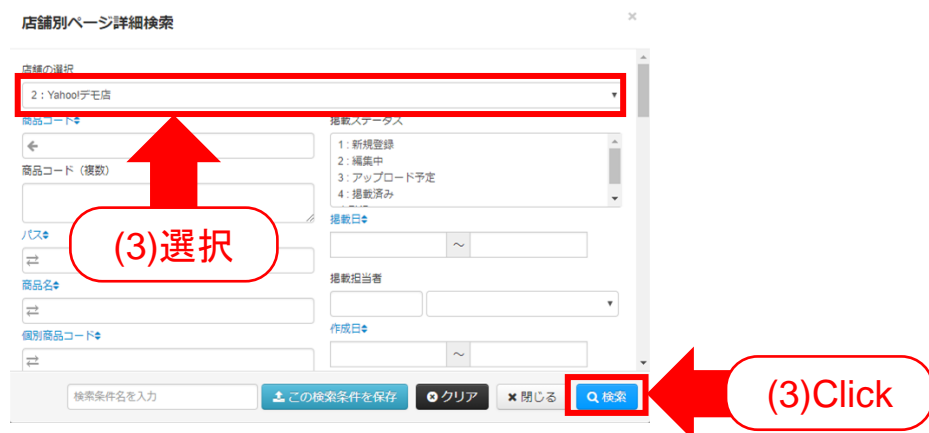 店舗別ページ詳細検索
×
店舗の選択
2：Yahoo!デモ店
商品コード
掲載ステータス
1：新規登録
2：編集中
3：アップロード予定
4：掲載済み
商品コード（複数）
掲載日
～
パス
(3)選択
商品名
掲載担当者
個別商品コード
作成日
～
検索条件名を入力
この検索条件を保存
クリア
閉じる
検索
(3)Click